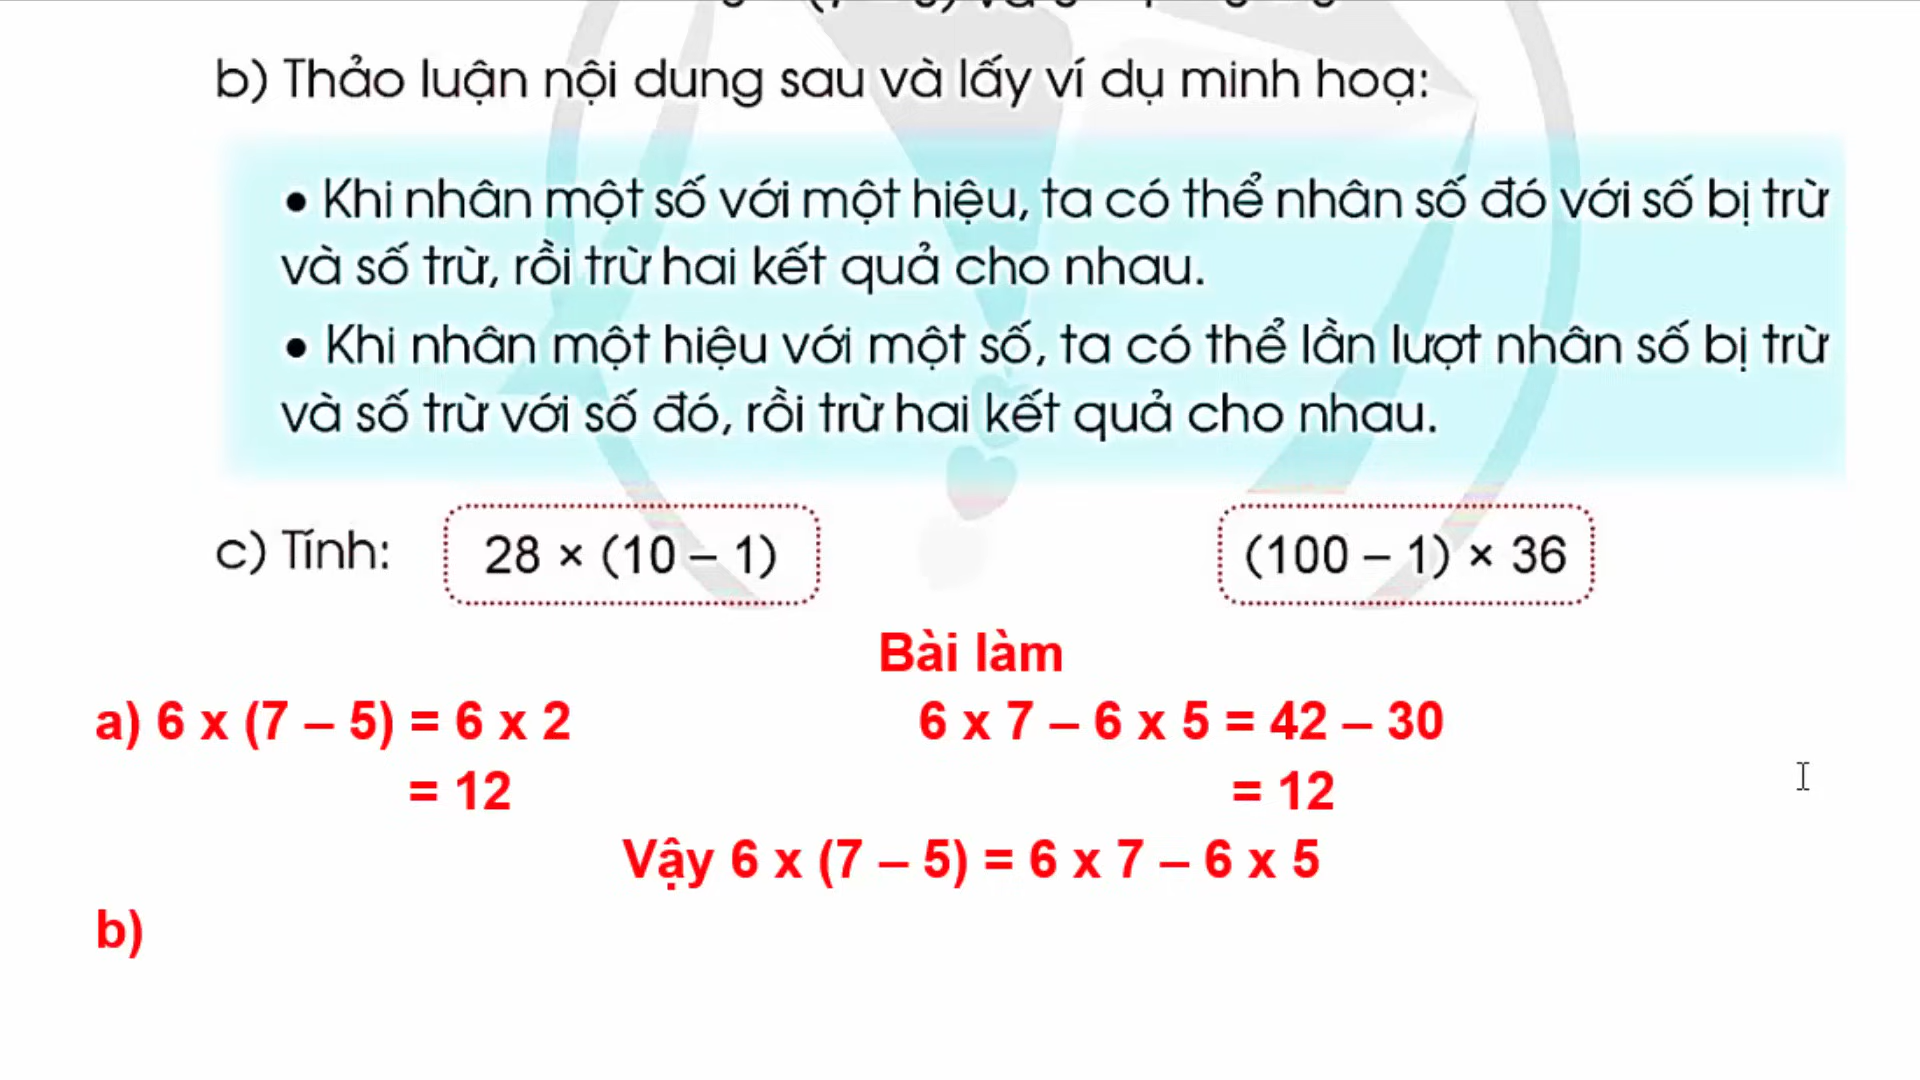 b) Thảo luận nội dung sau và lấy ví dụ minh hoạ:
• Khi nhân một số với một hiệu, ta có thể nhân số đó với số bị trừ
và số trừ, rồi trừ hai kết quả cho nhau.
• Khi nhân một hiệu với một số, ta có thể lần lượt nhân số bị trừ
và số trừ với số đó, rồi trừ hai kết quả cho nhau.
c) Tính: 28 × (10 – 1) (100 – 1) × 36
Bài làm
a) 6 x (7 – 5) = 6 x 2 6 x 7 – 6 x 5 = 42 – 30
= 12 = 12
Vậy 6 x (7 – 5) = 6 x 7 – 6 x 5
b)